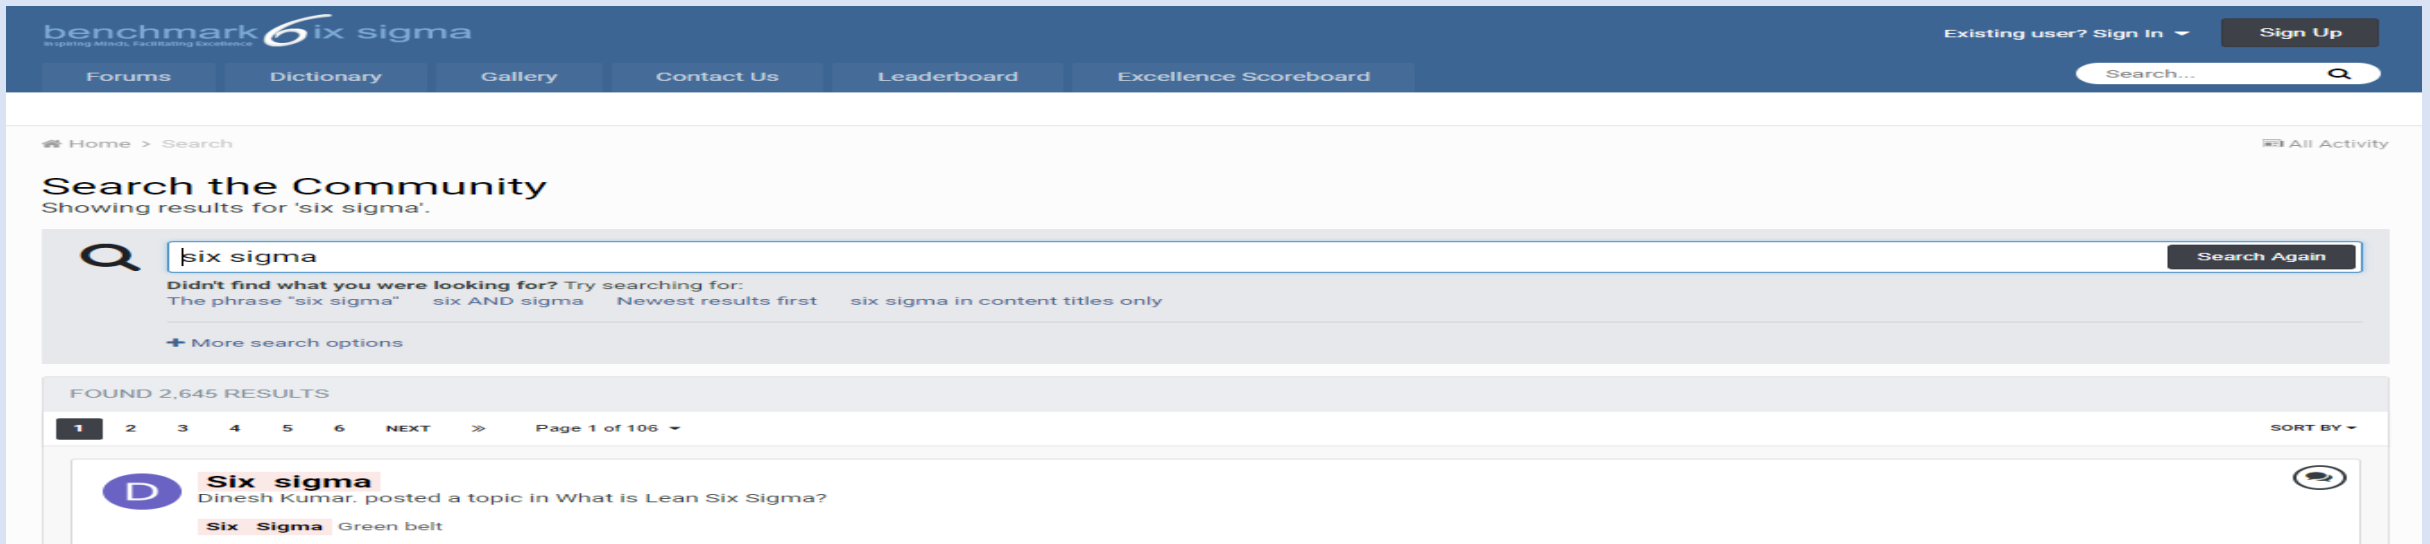 benchmark 6ix sigma
Inspiring Minds, Facilitating Excellence
Existing user? Sign In
Sign Up
Forums Dictionary Gallery Contact Us Leaderboard Excellence Scoreboard
Search...
Home > Search
All Activity
Search the Community
Showing results for 'six sigma'.
six sigma
Search Again
Didn't find what you were looking for? Try searching for:
The phrase "six sigma" six AND sigma Newest results first six sigma in content titles only
+ More search options
FOUND 2,645 RESULTS
1 2 3 4 5 6 NEXT » Page 1 of 106
SORT BY
D
Six sigma
Dinesh Kumar. posted a topic in What is Lean Six Sigma?
Six Sigma Green belt